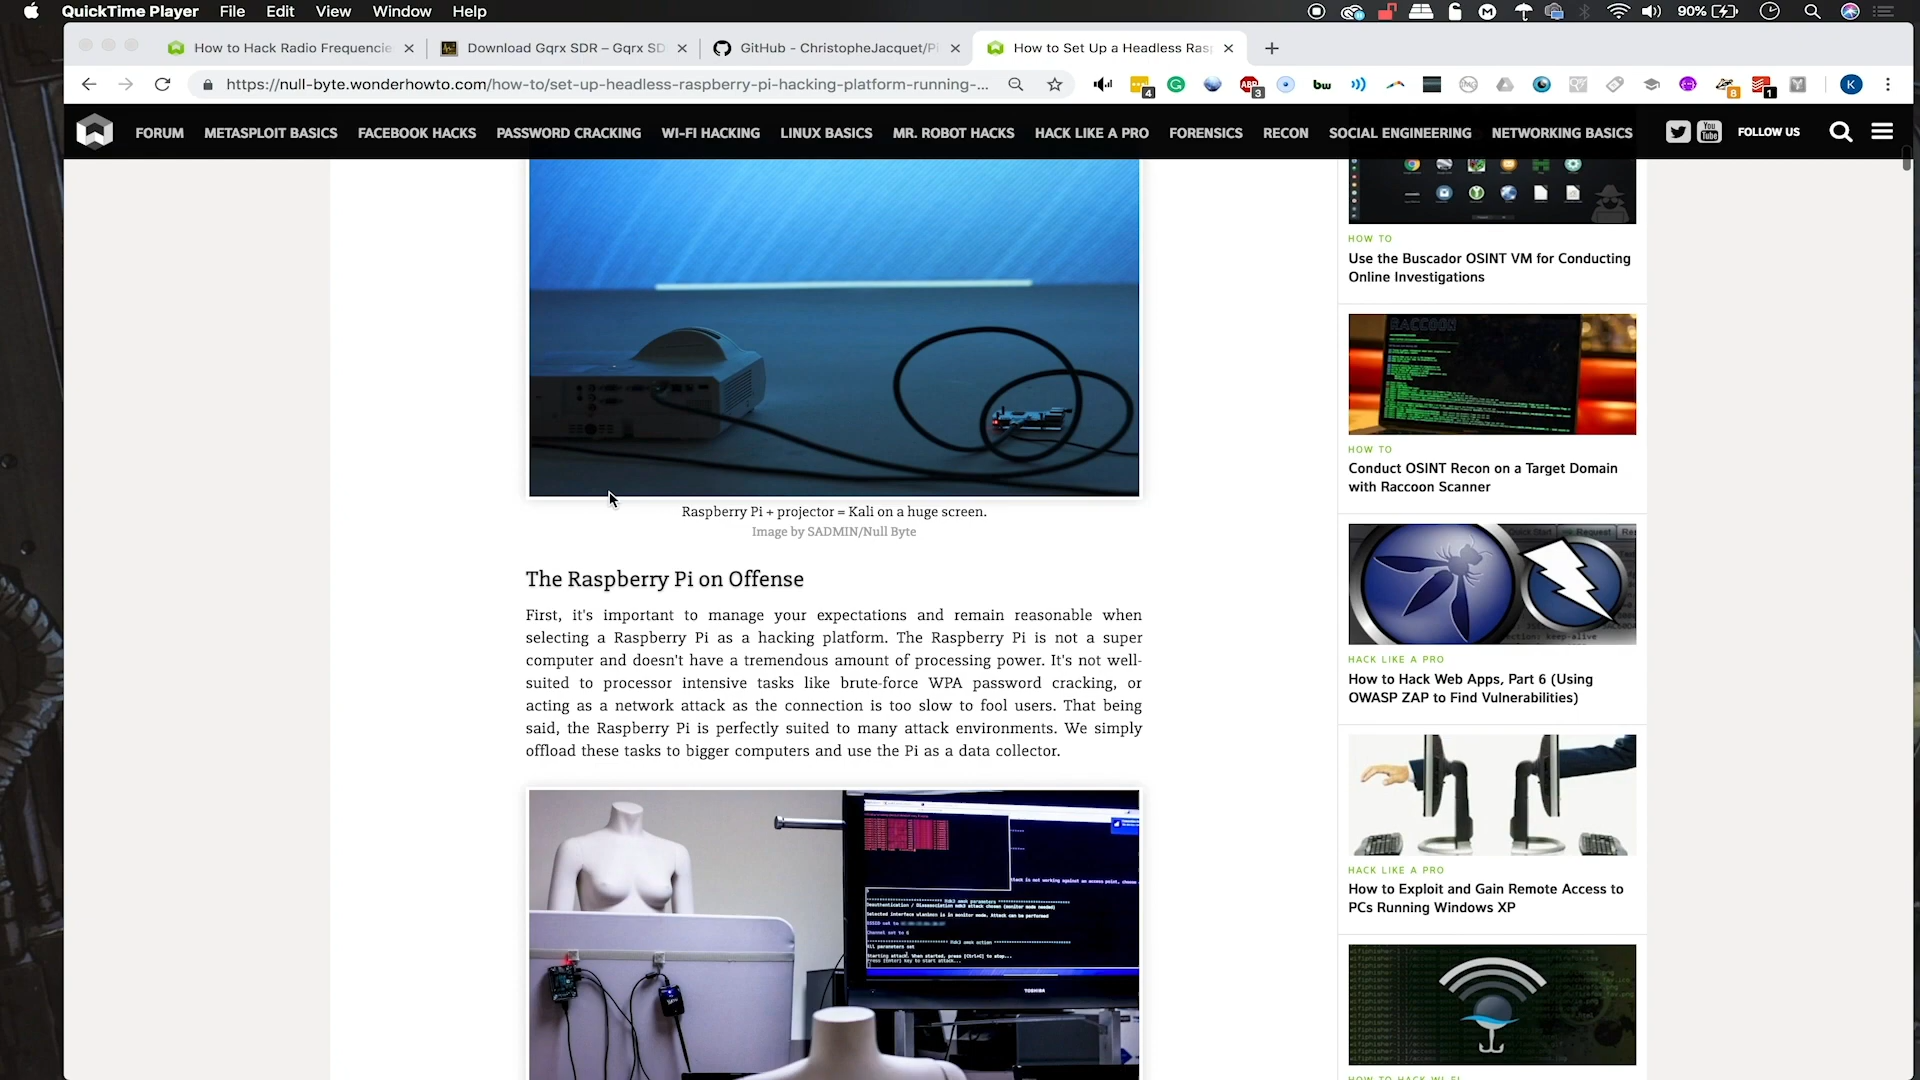 QuickTime Player File Edit View Window Help
90%
How to Hack Radio Frequencie
Download Gqrx SDR – Gqrx SD
GitHub - ChristopheJacquet/Pi
How to Set Up a Headless Ras
https://null-byte.wonderhowto.com/how-to/set-up-headless-raspberry-pi-hacking-platform-running-...
FORUM METASPLOIT BASICS FACEBOOK HACKS PASSWORD CRACKING WI-FI HACKING LINUX BASICS MR. ROBOT HACKS HACK LIKE A PRO FORENSICS RECON SOCIAL ENGINEERING NETWORKING BASICS
You Tube
FOLLOW US
Raspberry Pi + projector = Kali on a huge screen.
Image by SADMIN/Null Byte
The Raspberry Pi on Offense
First, it's important to manage your expectations and remain reasonable when
selecting a Raspberry Pi as a hacking platform. The Raspberry Pi is not a super
computer and doesn't have a tremendous amount of processing power. It's not well-
suited to processor intensive tasks like brute-force WPA password cracking, or
acting as a network attack as the connection is too slow to fool users. That being
said, the Raspberry Pi is perfectly suited to many attack environments. We simply
offload these tasks to bigger computers and use the Pi as a data collector.
TOSHIBA
HOW TO
Use the Buscador OSINT VM for Conducting
Online Investigations
RACCOON
HOW TO
Conduct OSINT Recon on a Target Domain
with Raccoon Scanner
HACK LIKE A PRO
How to Hack Web Apps, Part 6 (Using
OWASP ZAP to Find Vulnerabilities)
HACK LIKE A PRO
How to Exploit and Gain Remote Access to
PCs Running Windows XP
HOW TO HACK WI-FI